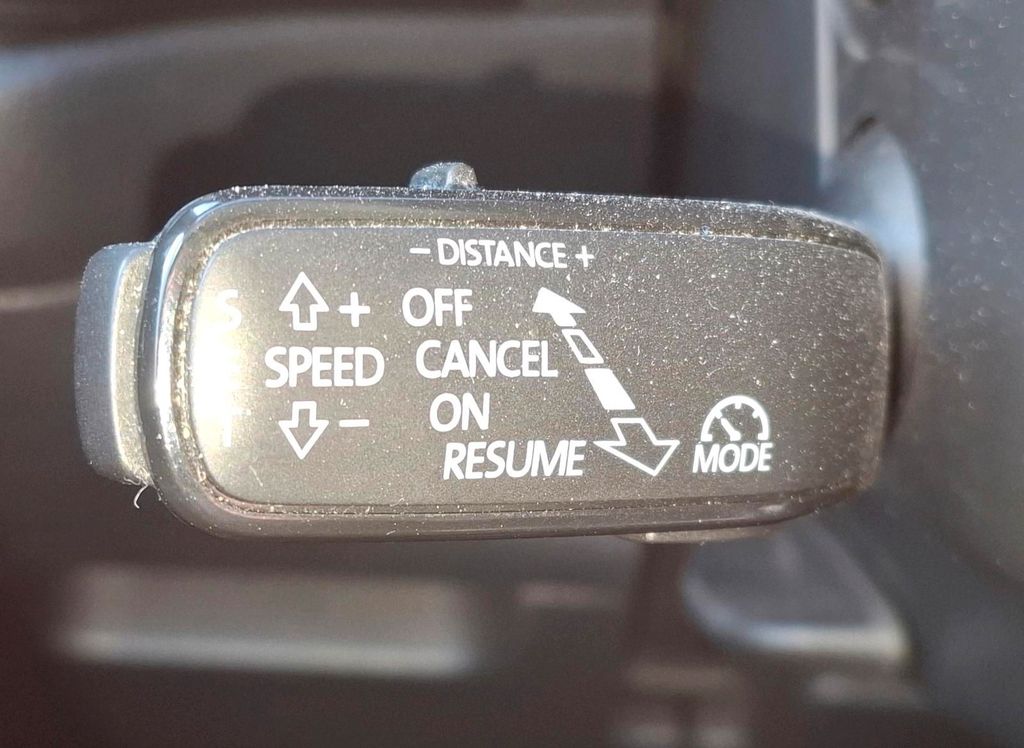 - DISTANCE +
+ OFF
SPEED CANCEL
- ON
RESUME MODE